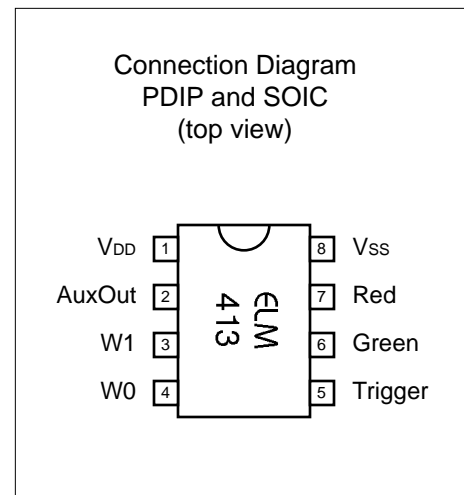 Connection Diagram
PDIP and SOIC
(top view)
VDD 1 8 VSS
AuxOut 2 7 Red
W1 3 6 Green
W0 4 5 Trigger
ELM
413